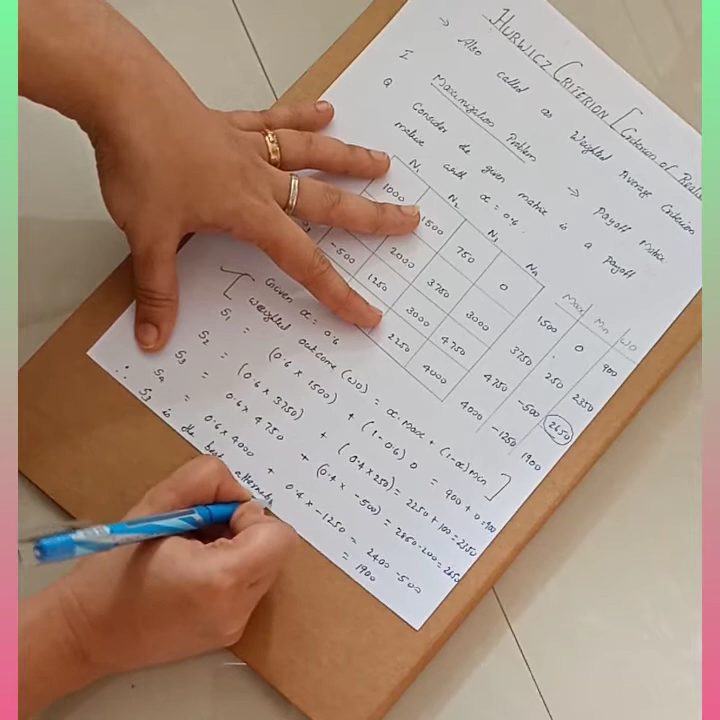 HURWICZ CRITERION [Criterion of Reali
→ Also called as Weighted Average Criterion
I Maximization Problem → Payoff Matrix
Q Consider the given matrix is a payoff
matrix with α = 0.6.
N₁ N₂ N₃ N₄ Max Min WO
1000 1500 750 0 1500 0 900
2000 3750 3000 3750 250 2350
-500 1250 3000 4750 4750 -500 2650
2250 4000 4000 -1250 1900
Given α = 0.6
[weighted outcome (WO) = α.Max + (1-α) Min]
S₁ = (0.6 × 1500) + (1-0.6) 0 = 900 + 0 = 900
S₂ = (0.6 × 3750) + (0.4 × 250) = 2250 + 100 = 2350
S₃ = 0.6 × 4750 + (0.4 × -500) = 2850 - 200 = 2650
S₄ = 0.6 × 4000 + 0.4 × -1250 = 2400 - 500
= 1900
∴ S₃ is the best alternativ